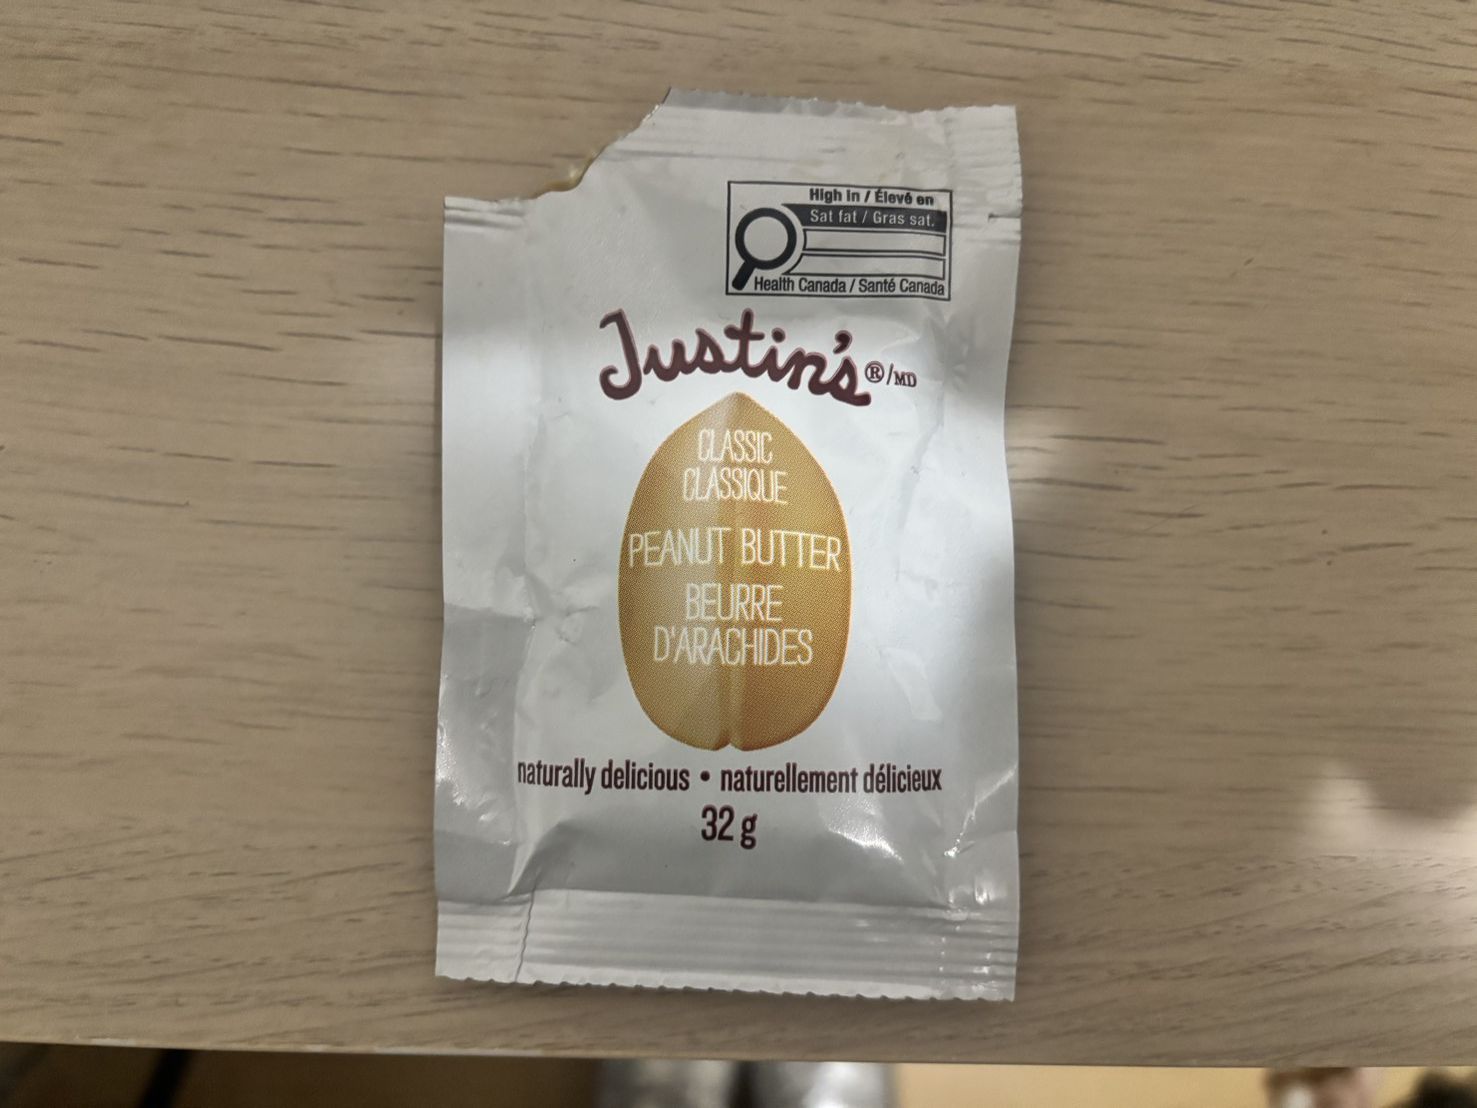 High in / Élevé en
Sat fat / Gras sat.
Health Canada / Santé Canada
Justin's®/MD
CLASSIC
CLASSIQUE
PEANUT BUTTER
BEURRE
D'ARACHIDES
naturally delicious • naturellement délicieux
32 g